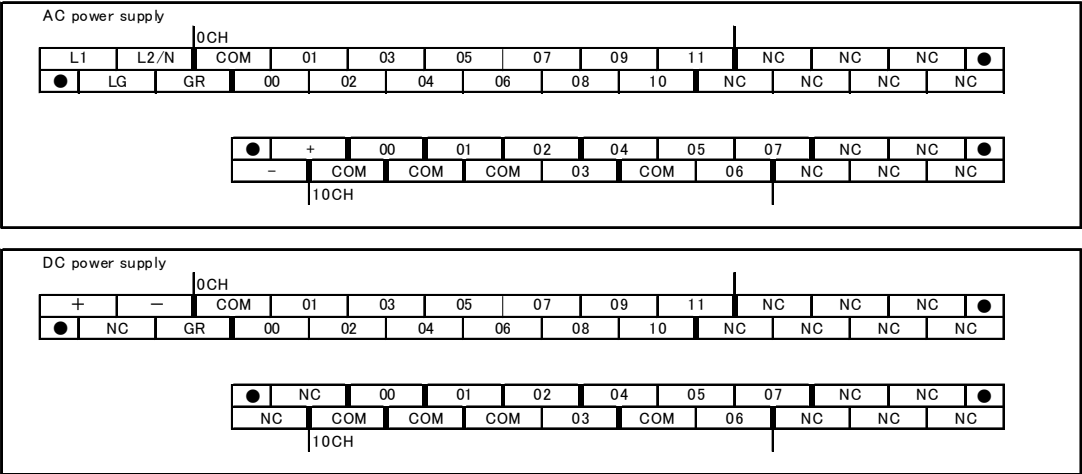 AC power supply
0CH
L1 L2/N COM 01 03 05 07 09 11 NC NC NC ●
● LG GR 00 02 04 06 08 10 NC NC NC NC
● + 00 01 02 04 05 07 NC NC ●
- COM COM COM 03 COM 06 NC NC NC
10CH
DC power supply
0CH
+ - COM 01 03 05 07 09 11 NC NC NC ●
● NC GR 00 02 04 06 08 10 NC NC NC NC
● NC 00 01 02 04 05 07 NC NC ●
NC COM COM COM 03 COM 06 NC NC NC
10CH